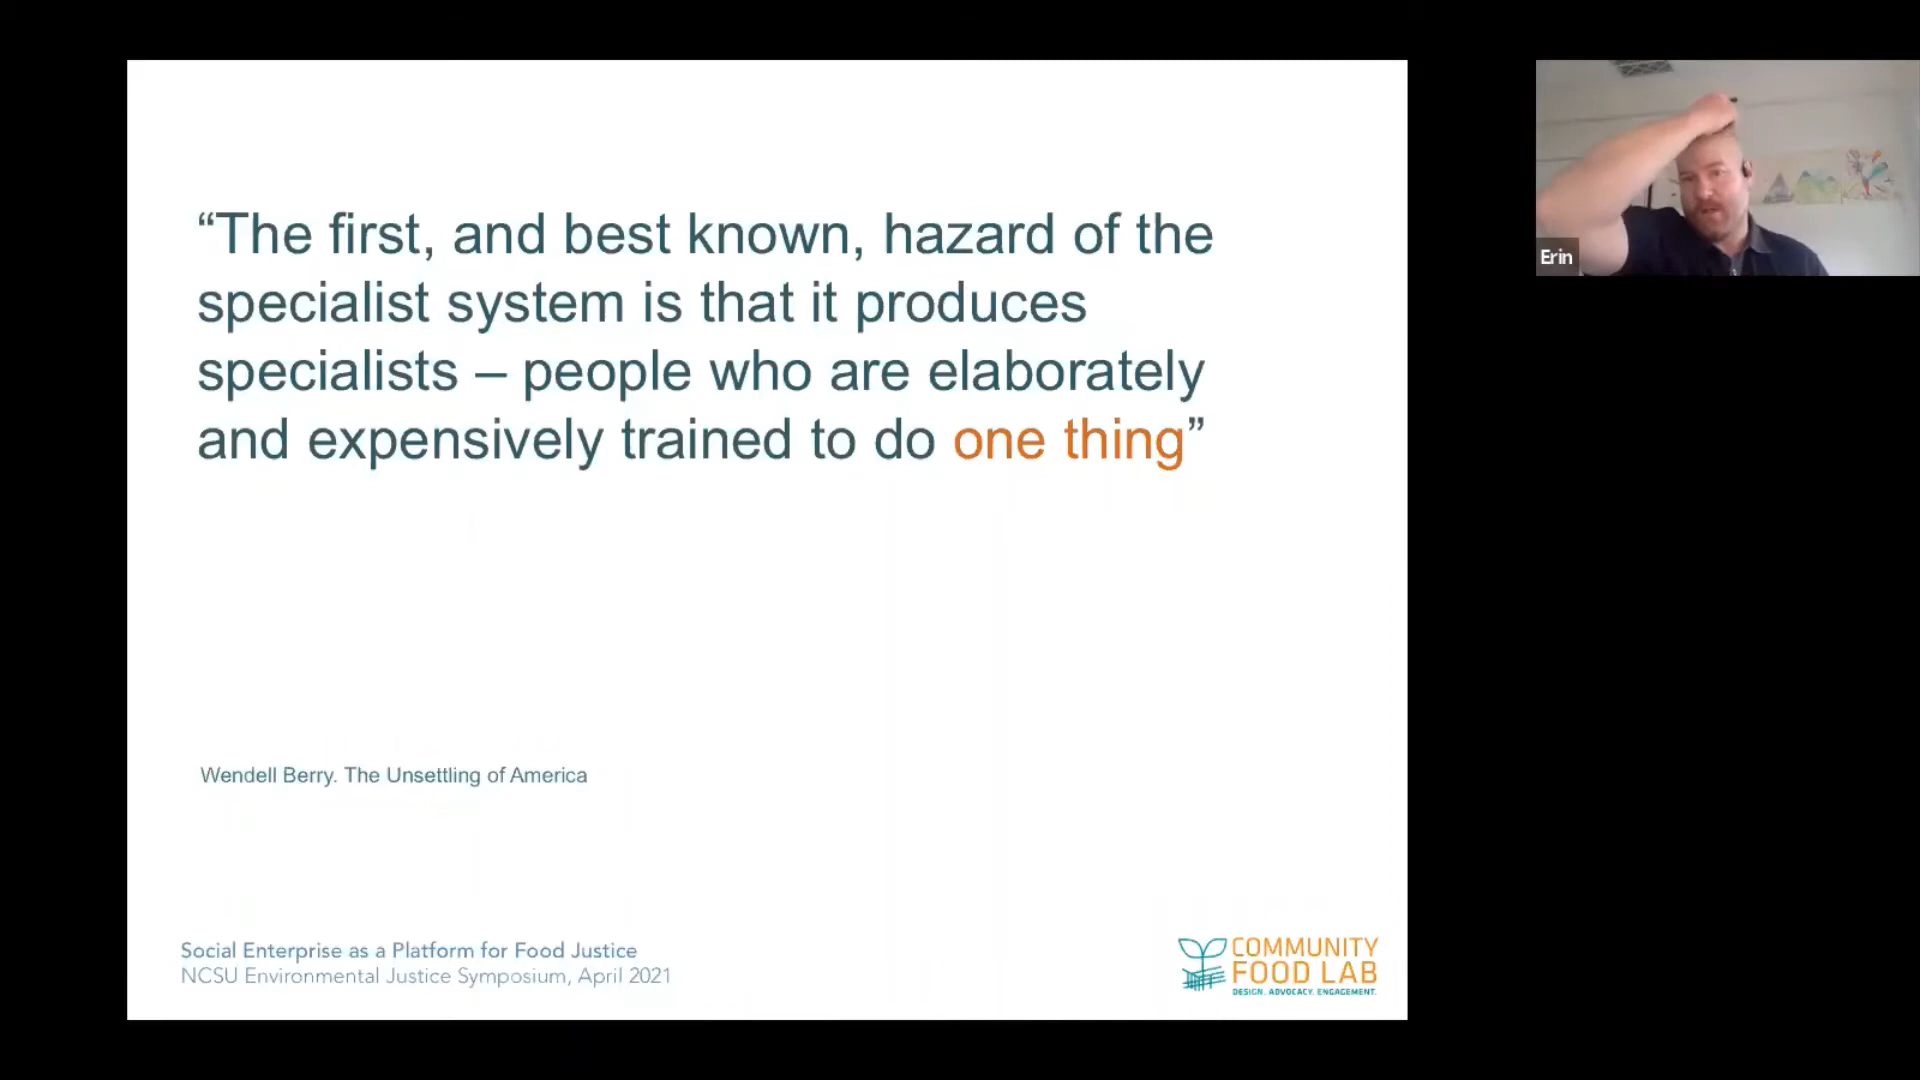 “The first, and best known, hazard of the
specialist system is that it produces
specialists – people who are elaborately
and expensively trained to do one thing”
Wendell Berry. The Unsettling of America
Social Enterprise as a Platform for Food Justice
NCSU Environmental Justice Symposium, April 2021
COMMUNITY
FOOD LAB
DESIGN. ADVOCACY. ENGAGEMENT.
Erin